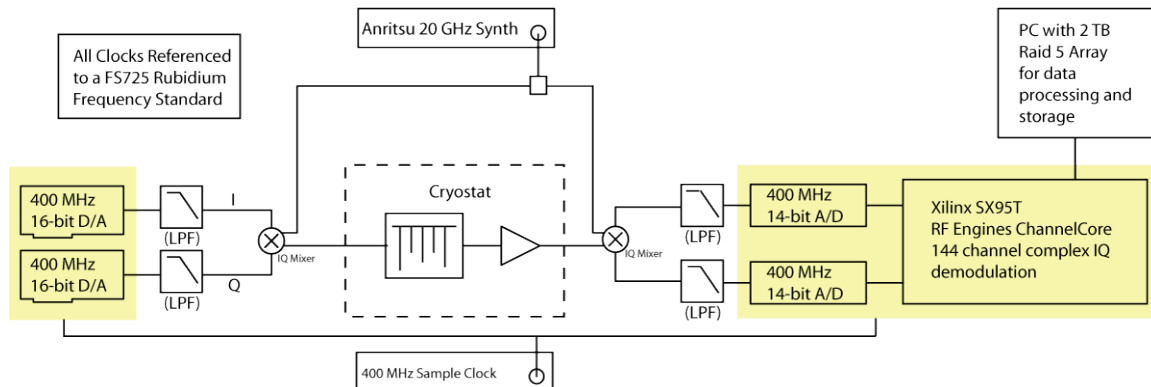 Anritsu 20 GHz Synth
All Clocks Referenced
to a FS725 Rubidium
Frequency Standard
PC with 2 TB
Raid 5 Array
for data
processing and
storage
400 MHz
16-bit D/A
(LPF)
I
400 MHz
16-bit D/A
(LPF)
Q
IQ Mixer
Cryostat
IQ Mixer
(LPF)
400 MHz
14-bit A/D
(LPF)
400 MHz
14-bit A/D
Xilinx SX95T
RF Engines ChannelCore
144 channel complex IQ
demodulation
400 MHz Sample Clock